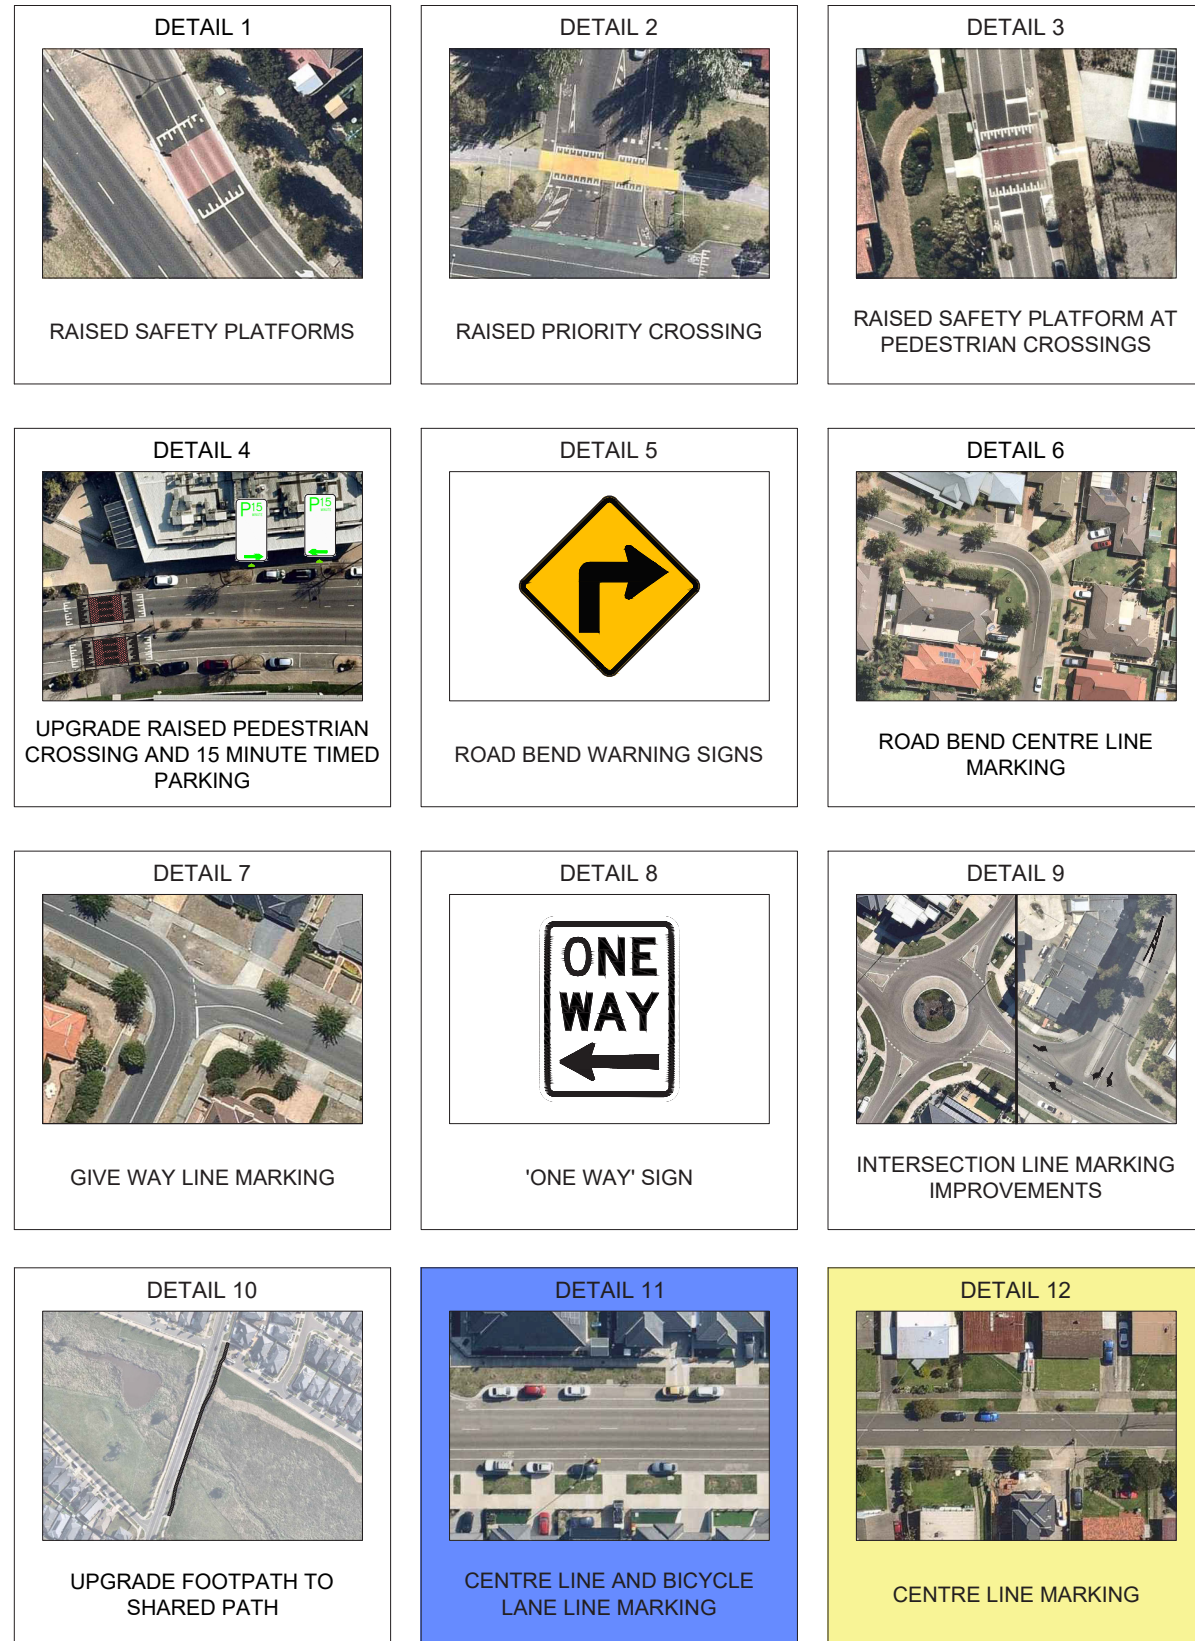 DETAIL 1
DETAIL 2
DETAIL 3
RAISED SAFETY PLATFORMS
RAISED PRIORITY CROSSING
RAISED SAFETY PLATFORM AT
PEDESTRIAN CROSSINGS
DETAIL 4
P15
P15
UPGRADE RAISED PEDESTRIAN
CROSSING AND 15 MINUTE TIMED
PARKING
DETAIL 5
ROAD BEND WARNING SIGNS
DETAIL 6
ROAD BEND CENTRE LINE
MARKING
DETAIL 7
GIVE WAY LINE MARKING
DETAIL 8
ONE
WAY
'ONE WAY' SIGN
DETAIL 9
INTERSECTION LINE MARKING
IMPROVEMENTS
DETAIL 10
UPGRADE FOOTPATH TO
SHARED PATH
DETAIL 11
CENTRE LINE AND BICYCLE
LANE LINE MARKING
DETAIL 12
CENTRE LINE MARKING